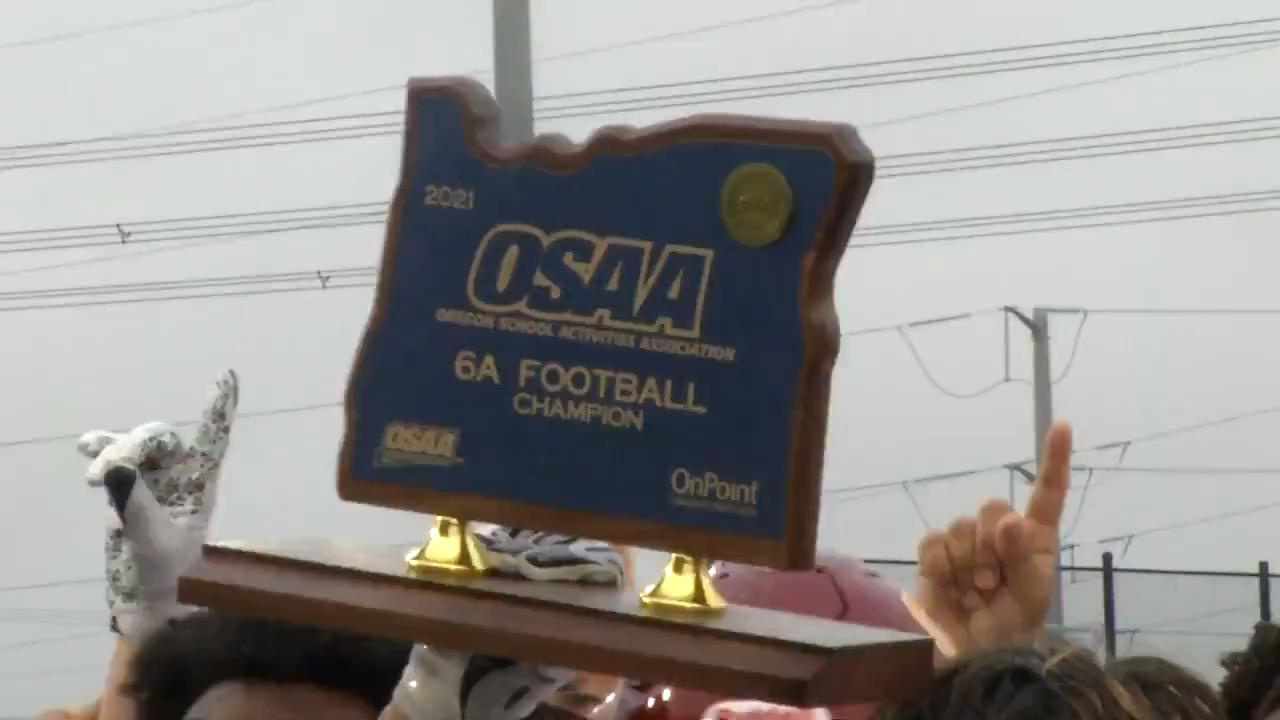 2021
OSAA
OREGON SCHOOL ACTIVITIES ASSOCIATION
6A FOOTBALL
CHAMPION
OSAA
OnPoint